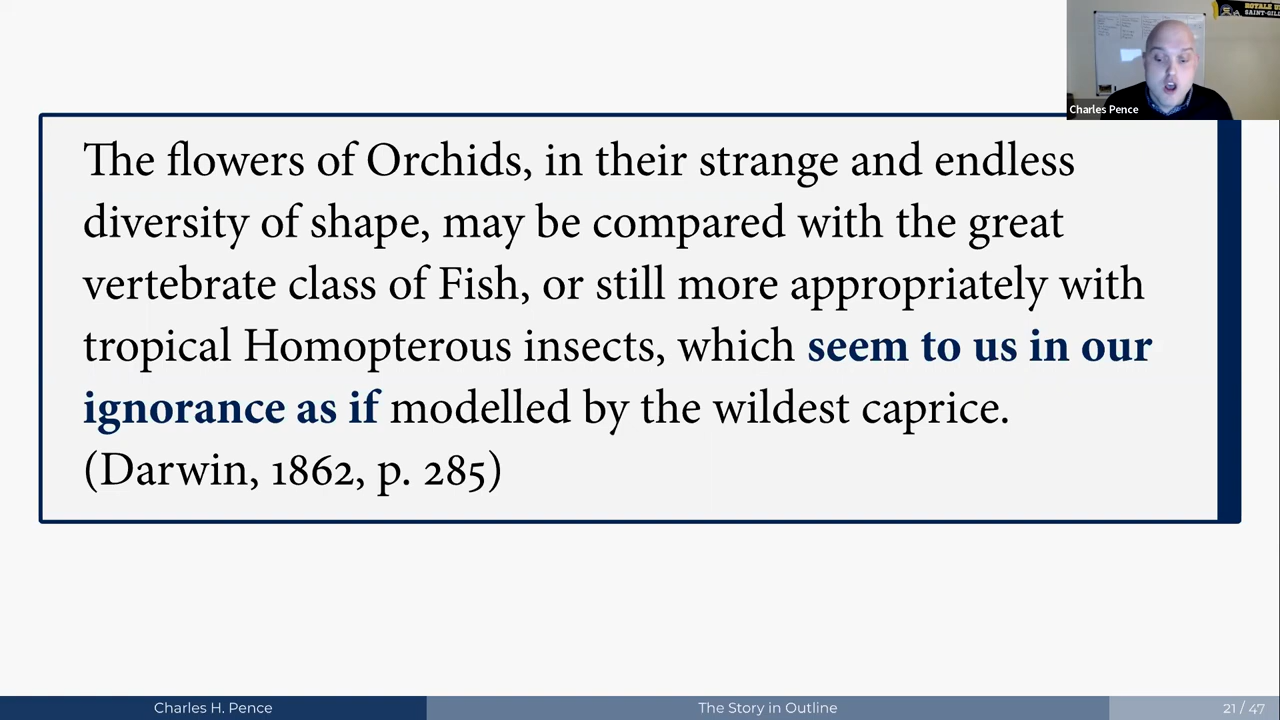 ROYALE U
SAINT-GILL
Charles Pence
The flowers of Orchids, in their strange and endless
diversity of shape, may be compared with the great
vertebrate class of Fish, or still more appropriately with
tropical Homopterous insects, which seem to us in our
ignorance as if modelled by the wildest caprice.
(Darwin, 1862, p. 285)
Charles H. Pence
The Story in Outline
21 / 47